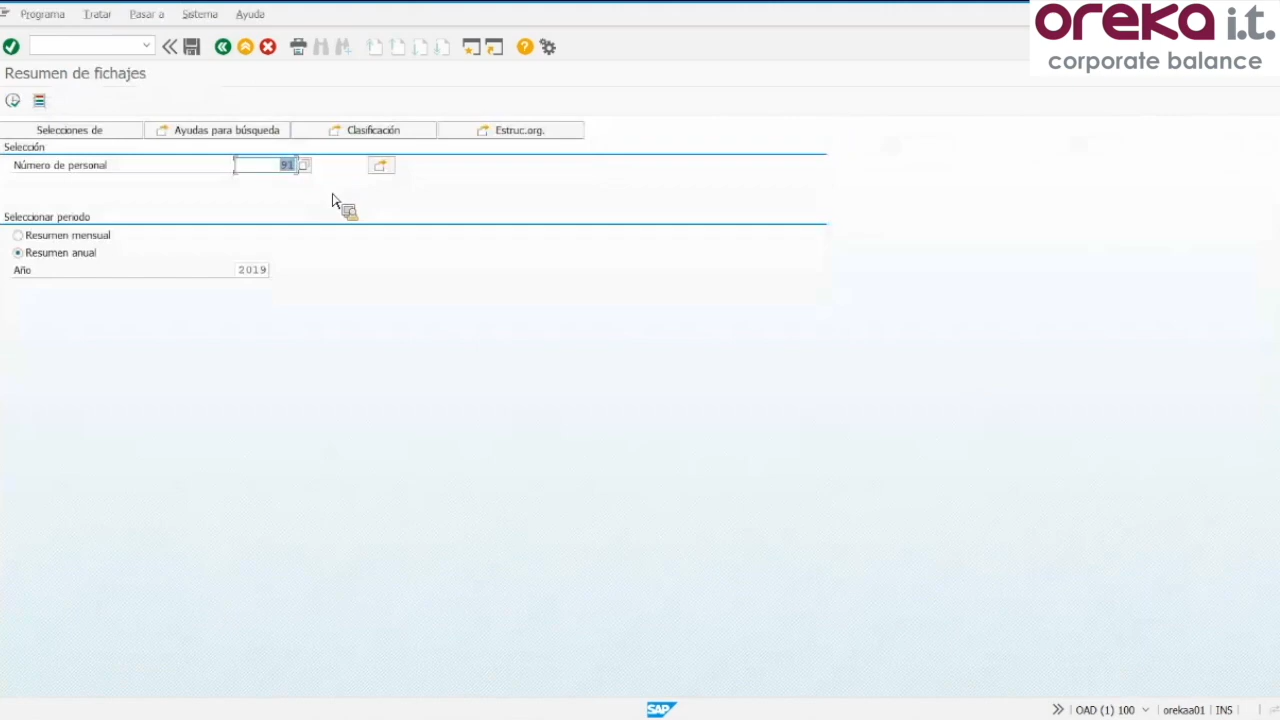 Programa Tratar Pasar a Sistema Ayuda
oreka i.t.
corporate balance
Resumen de fichajes
Selecciones de Ayudas para búsqueda Clasificación Estruc.org.
Selección
Número de personal 91
Seleccionar periodo
Resumen mensual
Resumen anual
Año 2019
SAP OAD (1) 100 orekaa01 INS